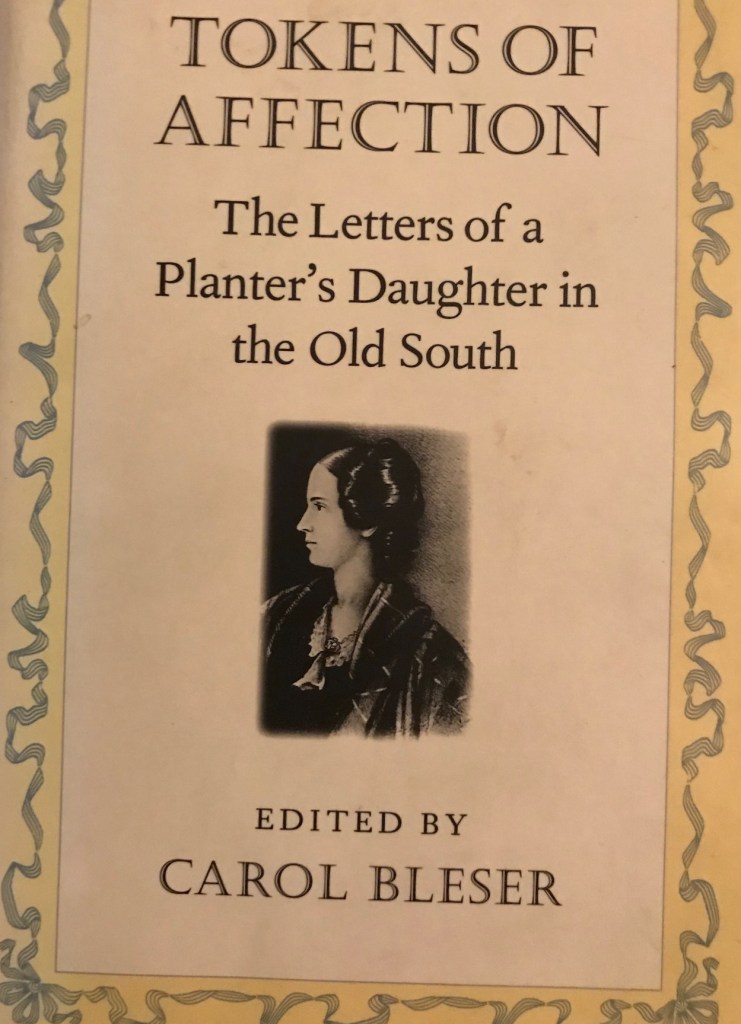 TOKENS OF
AFFECTION
The Letters of a
Planter's Daughter in
the Old South
EDITED BY
CAROL BLESER